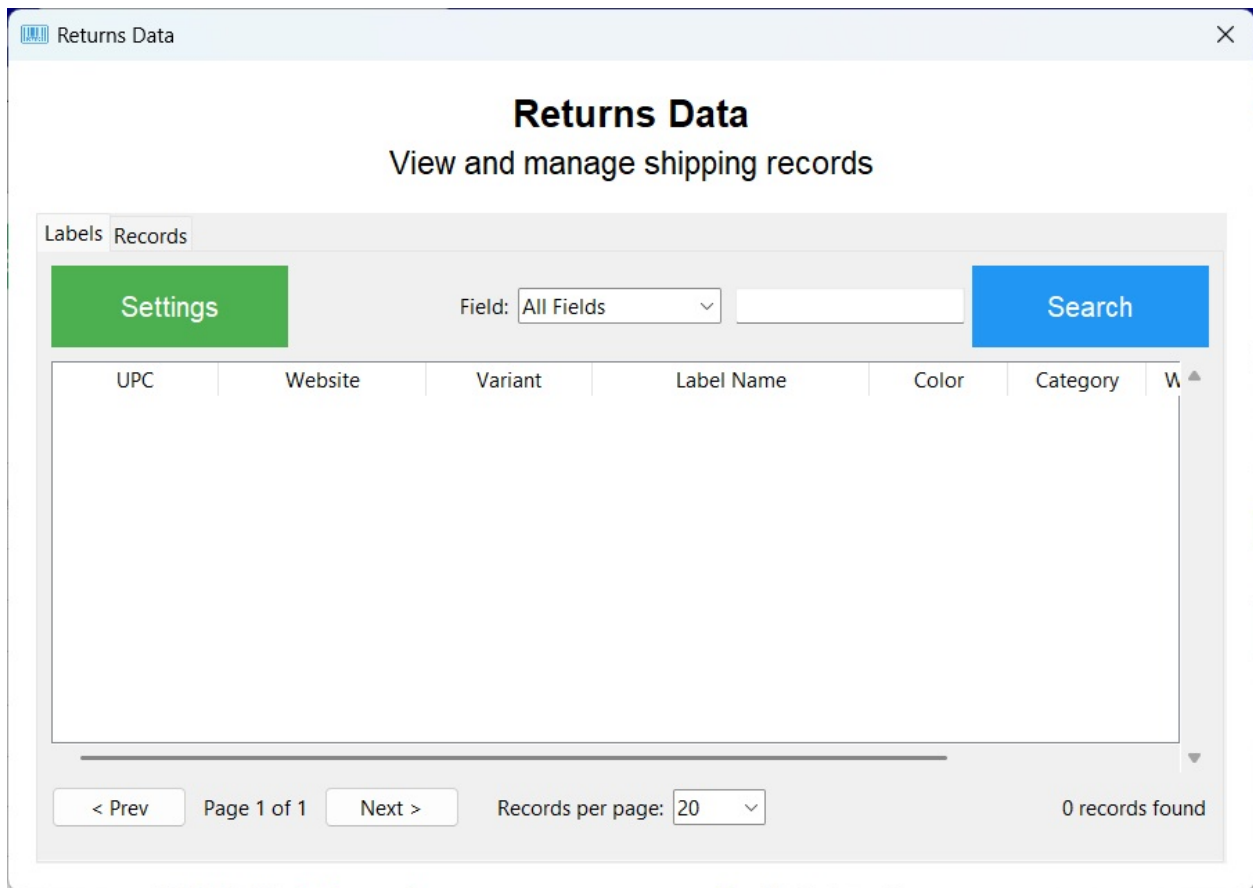 Returns Data
Returns Data
View and manage shipping records
Labels Records
Settings Field: All Fields Search
UPC Website Variant Label Name Color Category W
< Prev Page 1 of 1 Next > Records per page: 20 0 records found